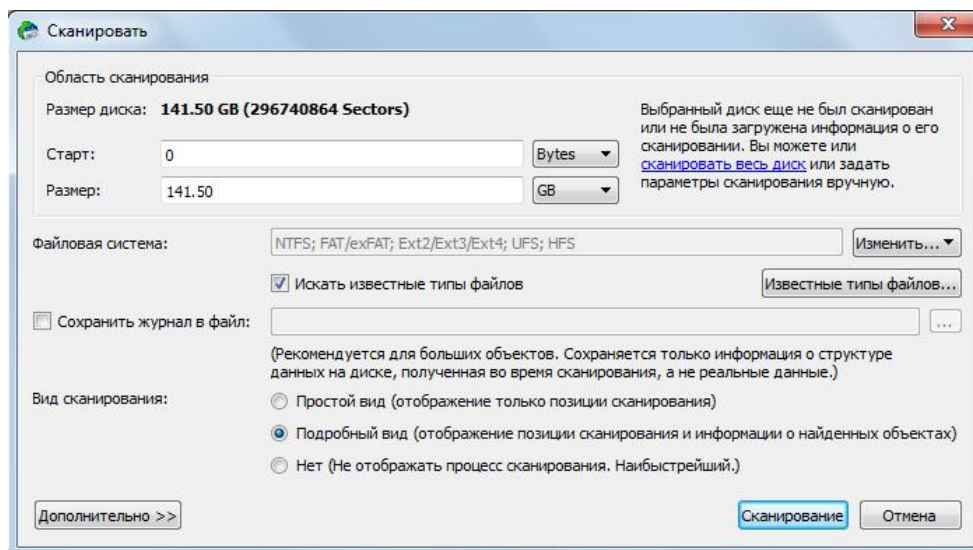 Сканировать
Область сканирования
Размер диска: 141.50 GB (296740864 Sectors)
Выбранный диск еще не был сканирован
или не была загружена информация о его
сканировании. Вы можете или
сканировать весь диск или задать
параметры сканирования вручную.
Старт: 0 Bytes
Размер: 141.50 GB
Файловая система: NTFS; FAT/exFAT; Ext2/Ext3/Ext4; UFS; HFS Изменить...
Искать известные типы файлов Известные типы файлов...
Сохранить журнал в файл: ...
(Рекомендуется для больших объектов. Сохраняется только информация о структуре
данных на диске, полученная во время сканирования, а не реальные данные.)
Вид сканирования:
Простой вид (отображение только позиции сканирования)
Подробный вид (отображение позиции сканирования и информации о найденных объектах)
Нет (Не отображать процесс сканирования. Наибыстрейший.)
Дополнительно >> Сканирование Отмена